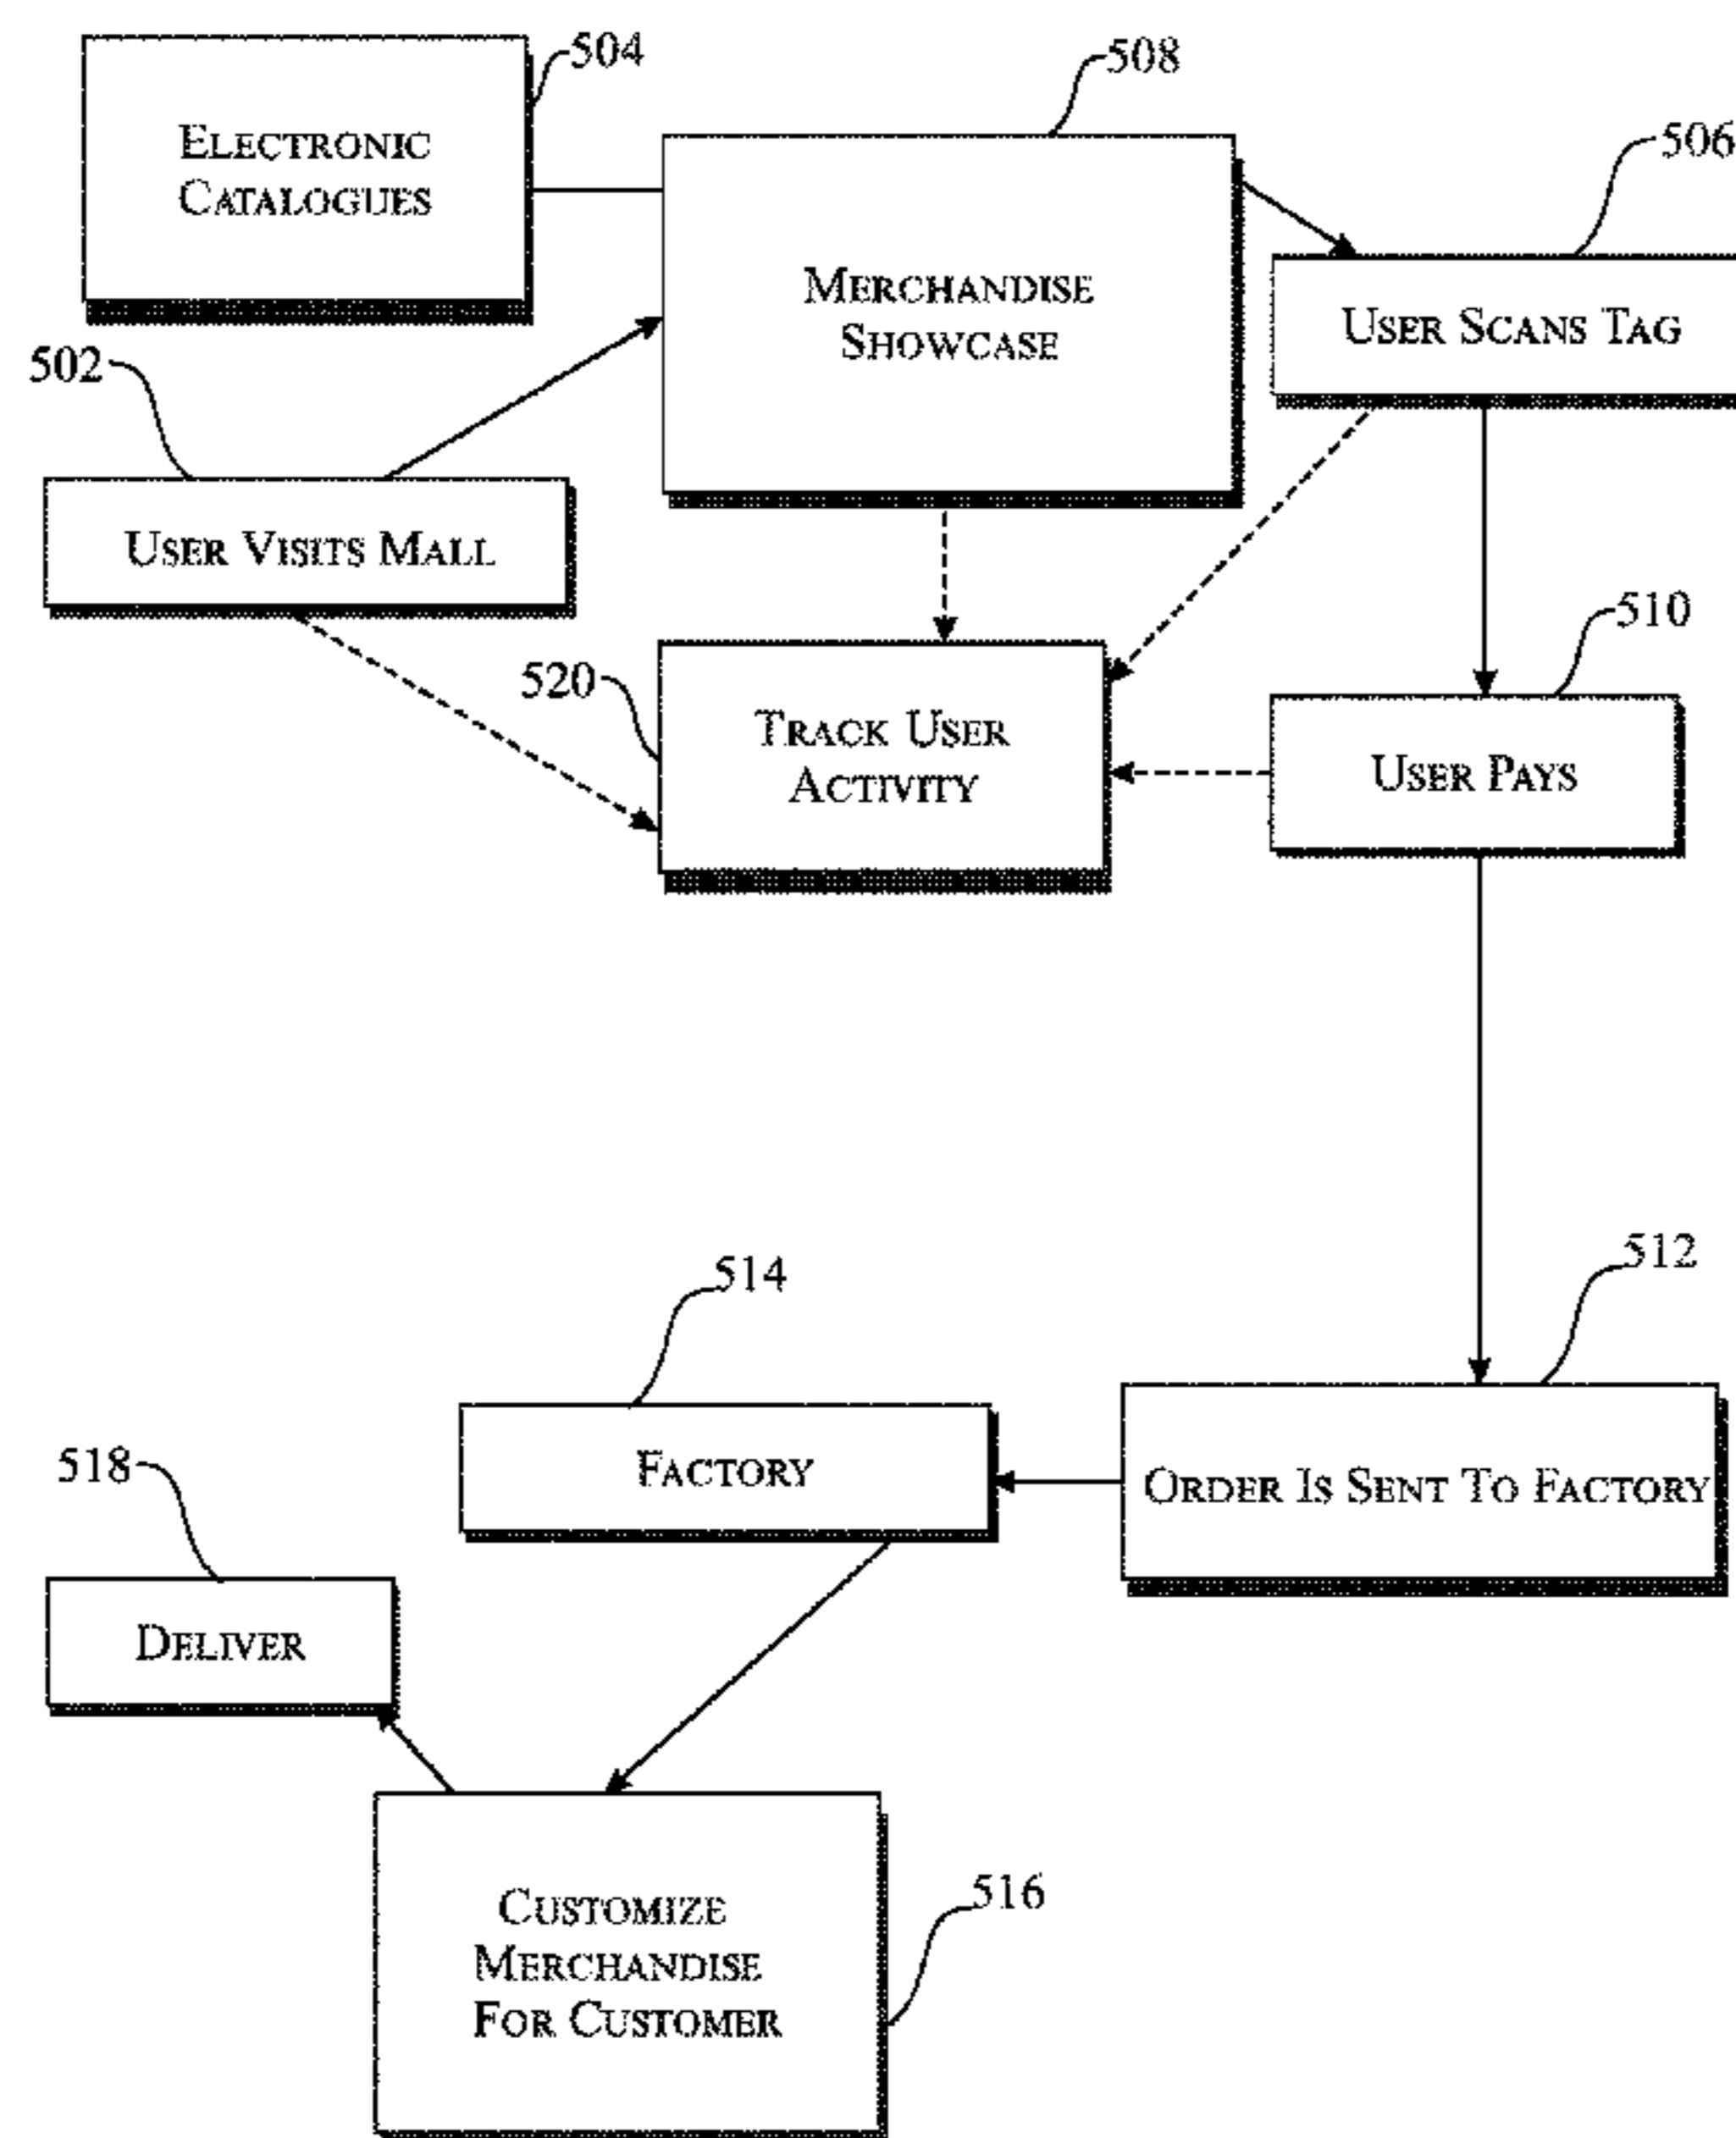 504
ELECTRONIC
CATALOGUES
508
MERCHANDISE
SHOWCASE
506
USER SCANS TAG
502
USER VISITS MALL
520
TRACK USER
ACTIVITY
510
USER PAYS
512
ORDER IS SENT TO FACTORY
514
FACTORY
518
DELIVER
516
CUSTOMIZE
MERCHANDISE
FOR CUSTOMER